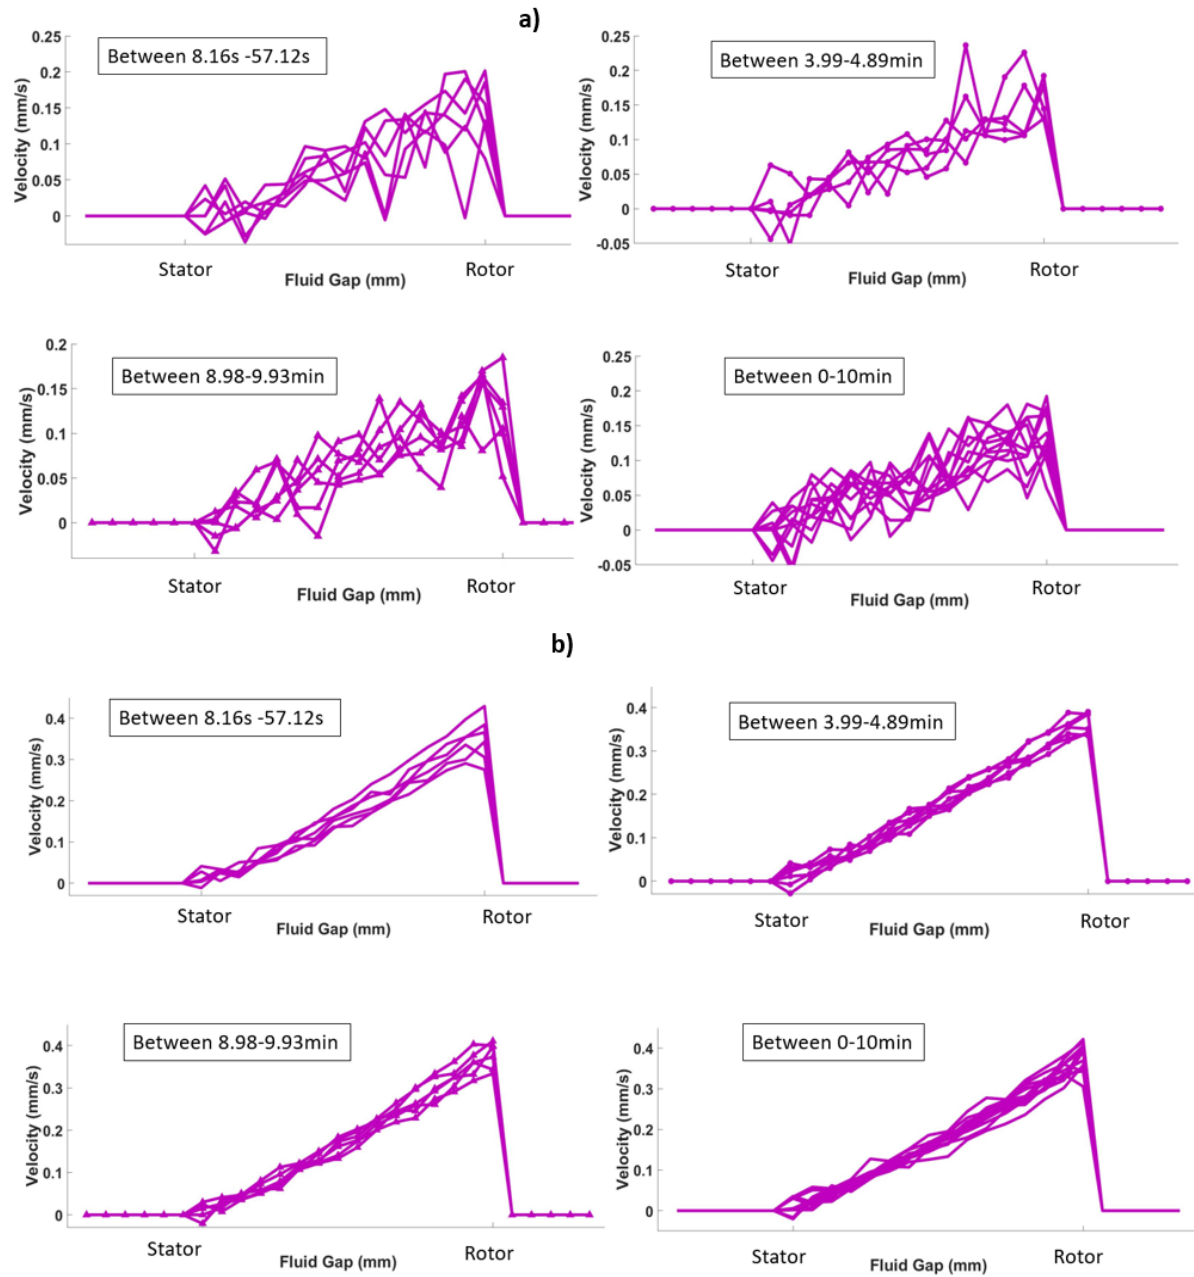 a)
Between 8.16s -57.12s
0.25
0.2
0.15
0.1
0.05
0
Velocity (mm/s)
Stator
Rotor
Fluid Gap (mm)
Between 3.99-4.89min
0.25
0.2
0.15
0.1
0.05
0
-0.05
Velocity (mm/s)
Stator
Rotor
Fluid Gap (mm)
Between 8.98-9.93min
0.2
0.15
0.1
0.05
0
Velocity (mm/s)
Stator
Rotor
Fluid Gap (mm)
Between 0-10min
0.25
0.2
0.15
0.1
0.05
0
-0.05
Velocity (mm/s)
Stator
Rotor
Fluid Gap (mm)
b)
Between 8.16s -57.12s
0.4
0.3
0.2
0.1
0
Velocity (mm/s)
Stator
Rotor
Fluid Gap (mm)
Between 3.99-4.89min
0.4
0.3
0.2
0.1
0
Velocity (mm/s)
Stator
Rotor
Fluid Gap (mm)
Between 8.98-9.93min
0.4
0.3
0.2
0.1
0
Velocity (mm/s)
Stator
Rotor
Fluid Gap (mm)
Between 0-10min
0.4
0.3
0.2
0.1
0
Velocity (mm/s)
Stator
Rotor
Fluid Gap (mm)